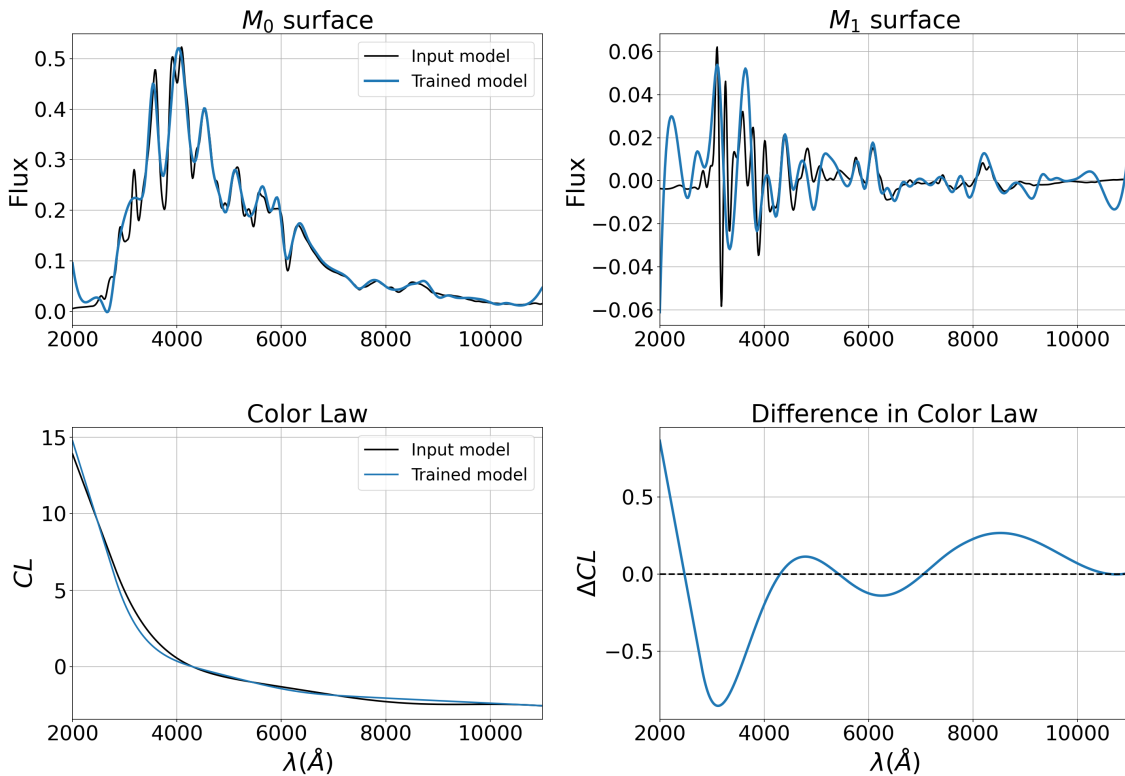 M₀ surface
Flux
0.5
0.4
0.3
0.2
0.1
0.0
2000 4000 6000 8000 10000
Input model
Trained model
M₁ surface
Flux
0.06
0.04
0.02
0.00
−0.02
−0.04
−0.06
2000 4000 6000 8000 10000
Color Law
CL
15
10
5
0
2000 4000 6000 8000 10000
λ(Å)
Input model
Trained model
Difference in Color Law
ΔCL
0.5
0.0
−0.5
2000 4000 6000 8000 10000
λ(Å)